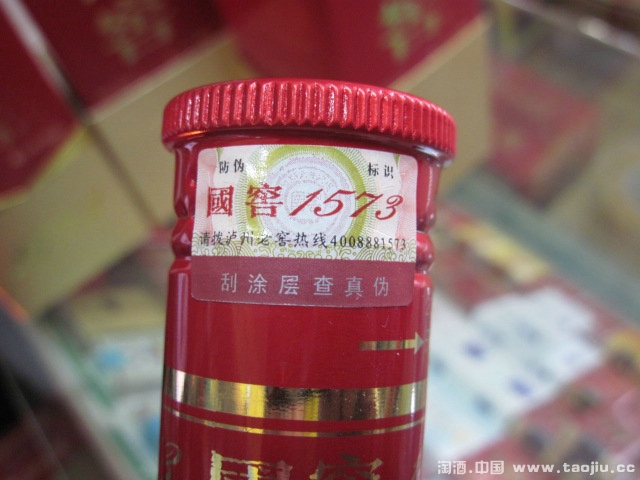 防伪 标识
國窖1573
请拨泸州老窖热线4008881573
刮涂层查真伪
國窖
淘酒.中国 www.taojiu.cc